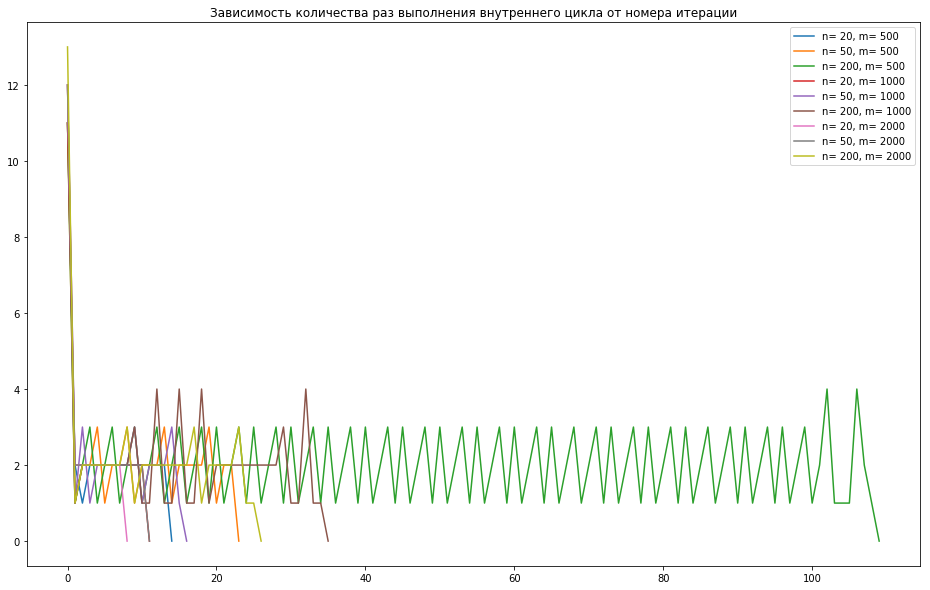 Зависимость количества раз выполнения внутреннего цикла от номера итерации
n= 20, m= 500
n= 50, m= 500
n= 200, m= 500
n= 20, m= 1000
n= 50, m= 1000
n= 200, m= 1000
n= 20, m= 2000
n= 50, m= 2000
n= 200, m= 2000
12
10
8
6
4
2
0
0 20 40 60 80 100